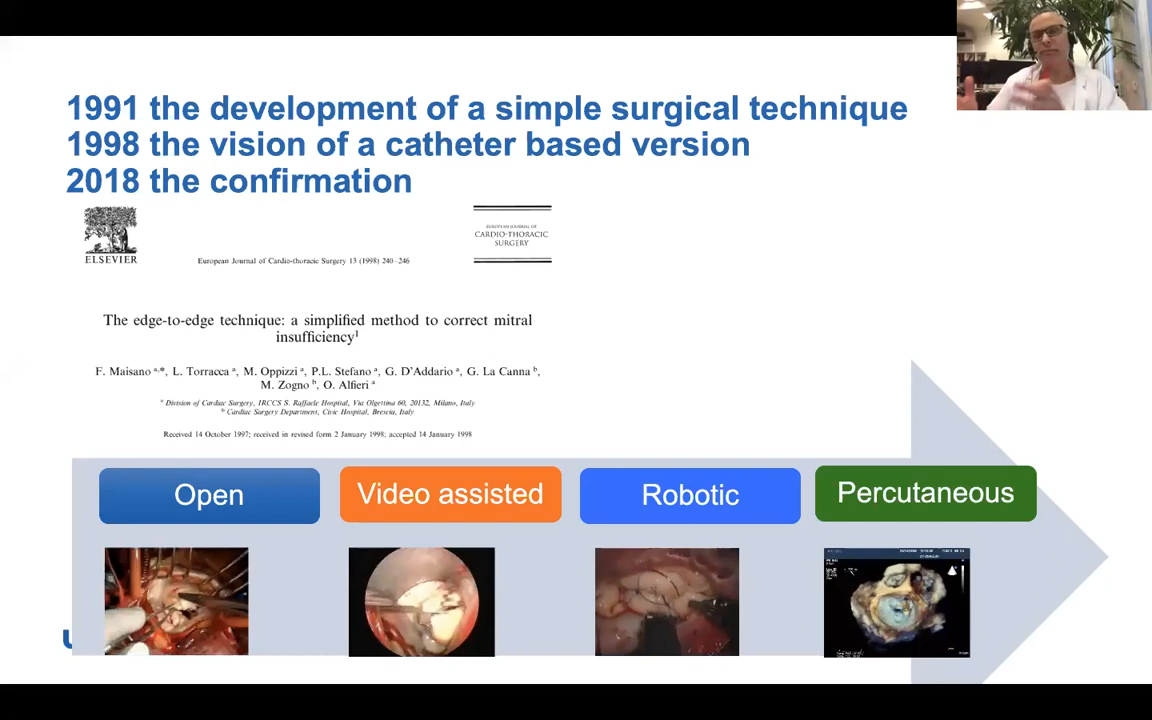 1991 the development of a simple surgical technique
1998 the vision of a catheter based version
2018 the confirmation
ELSEVIER
EUROPEAN JOURNAL OF
CARDIO-THORACIC
SURGERY
European Journal of Cardio-thoracic Surgery 13 (1998) 240-246
The edge-to-edge technique: a simplified method to correct mitral
insufficiency¹
F. Maisano ᵃ,*, L. Torracca ᵃ, M. Oppizzi ᵃ, P.L. Stefano ᵃ, G. D'Addario ᵃ, G. La Canna ᵇ,
M. Zogno ᵇ, O. Alfieri ᵃ
ᵃ Division of Cardiac Surgery, IRCCS S. Raffaele Hospital, Via Olgettina 60, 20132, Milano, Italy
ᵇ Cardiac Surgery Department, Civic Hospital, Brescia, Italy
Received 14 October 1997; received in revised form 2 January 1998; accepted 14 January 1998
Open
Video assisted
Robotic
Percutaneous